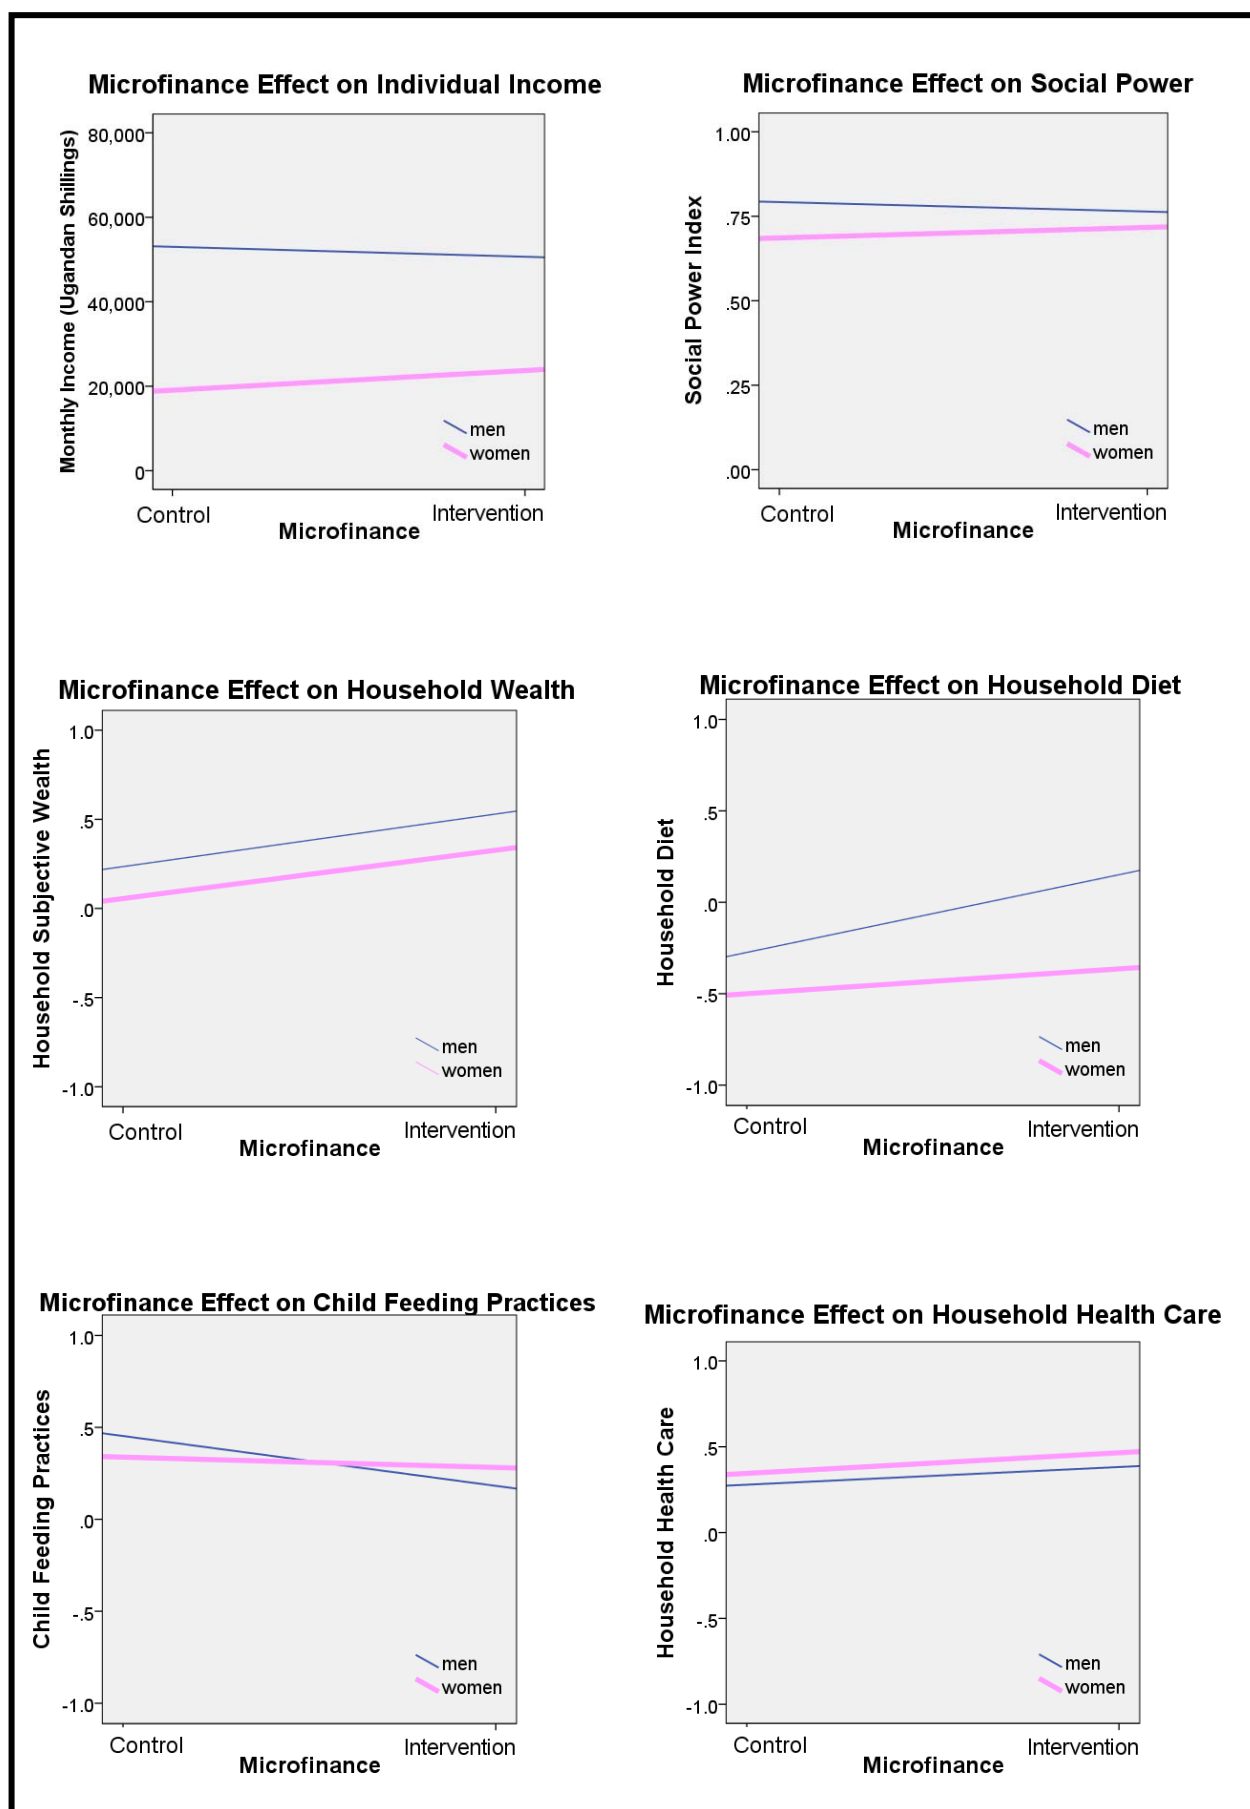 Microfinance Effect on Individual Income
Monthly Income (Ugandan Shillings)
80,000
60,000
40,000
20,000
0
men
women
Control
Intervention
Microfinance
Microfinance Effect on Social Power
Social Power Index
1.00
.75
.50
.25
.00
men
women
Control
Intervention
Microfinance
Microfinance Effect on Household Wealth
Household Subjective Wealth
1.0
.5
.0
-.5
-1.0
men
women
Control
Intervention
Microfinance
Microfinance Effect on Household Diet
Household Diet
1.0
.5
.0
-.5
-1.0
men
women
Control
Intervention
Microfinance
Microfinance Effect on Child Feeding Practices
Child Feeding Practices
1.0
.5
.0
-.5
-1.0
men
women
Control
Intervention
Microfinance
Microfinance Effect on Household Health Care
Household Health Care
1.0
.5
.0
-.5
-1.0
men
women
Control
Intervention
Microfinance